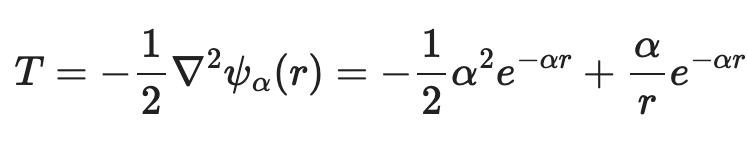 T = -\frac{1}{2}\nabla^2\psi_\alpha(r) = -\frac{1}{2}\alpha^2 e^{-\alpha r} + \frac{\alpha}{r} e^{-\alpha r}